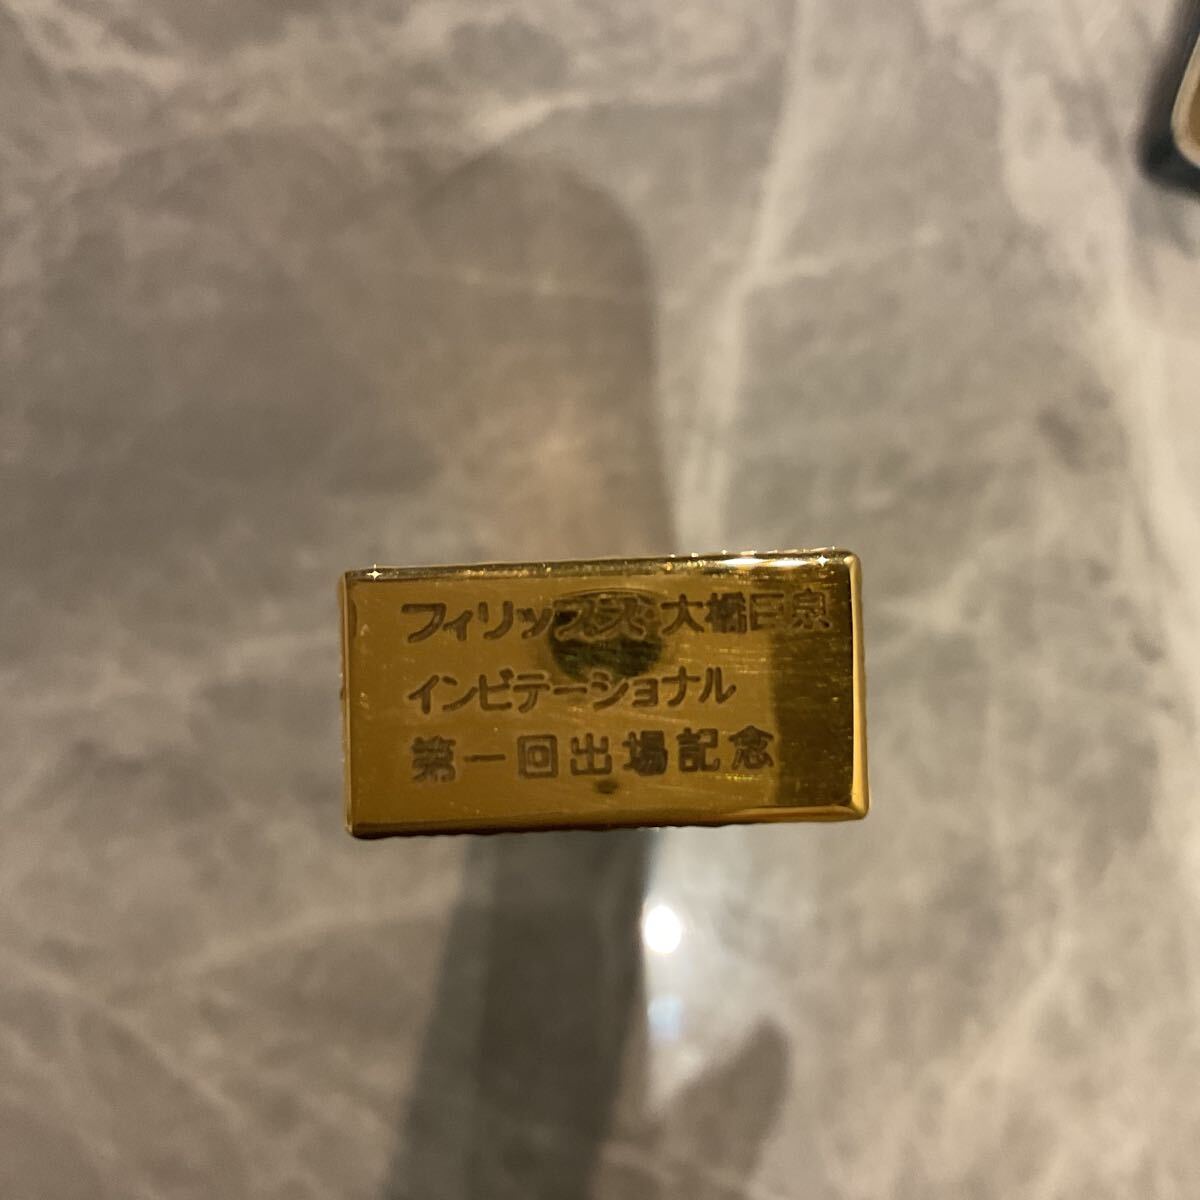 フィリップス 大橋巨泉
インビテーショナル
第一回出場記念